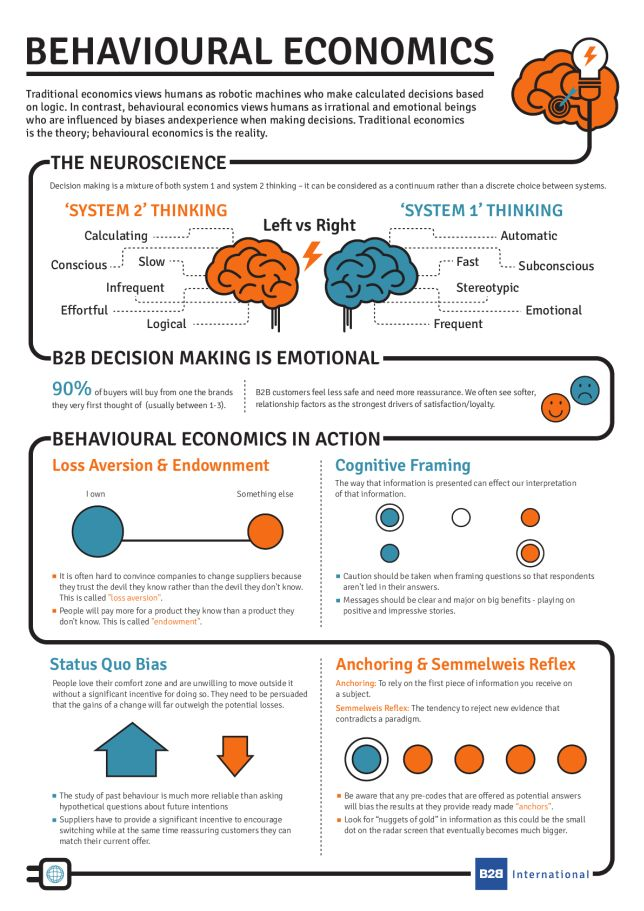 BEHAVIOURAL ECONOMICS
Traditional economics views humans as robotic machines who make calculated decisions based
on logic. In contrast, behavioural economics views humans as irrational and emotional beings
who are influenced by biases andexperience when making decisions. Traditional economics
is the theory; behavioural economics is the reality.
THE NEUROSCIENCE
Decision making is a mixture of both system 1 and system 2 thinking – it can be considered as a continuum rather than a discrete choice between systems.
‘SYSTEM 2’ THINKING
Left vs Right
‘SYSTEM 1’ THINKING
Calculating
Conscious
Slow
Infrequent
Effortful
Logical
Automatic
Fast
Subconscious
Stereotypic
Emotional
Frequent
B2B DECISION MAKING IS EMOTIONAL
90% of buyers will buy from one the brands
they very first thought of (usually between 1-3).
B2B customers feel less safe and need more reassurance. We often see softer,
relationship factors as the strongest drivers of satisfaction/loyalty.
BEHAVIOURAL ECONOMICS IN ACTION
Loss Aversion & Endownment
I own
Something else
It is often hard to convince companies to change suppliers because
they trust the devil they know rather than the devil they don't know.
This is called "loss aversion".
People will pay more for a product they know than a product they
don't know. This is called "endowment".
Cognitive Framing
The way that information is presented can effect our interpretation
of that information.
Caution should be taken when framing questions so that respondents
aren't led in their answers.
Messages should be clear and major on big benefits - playing on
positive and impressive stories.
Status Quo Bias
People love their comfort zone and are unwilling to move outside it
without a significant incentive for doing so. They need to be persuaded
that the gains of a change will far outweigh the potential losses.
The study of past behaviour is much more reliable than asking
hypothetical questions about future intentions
Suppliers have to provide a significant incentive to encourage
switching while at the same time reassuring customers they can
match their current offer.
Anchoring & Semmelweis Reflex
Anchoring: To rely on the first piece of information you receive on
a subject.
Semmelweis Reflex: The tendency to reject new evidence that
contradicts a paradigm.
Be aware that any pre-codes that are offered as potential answers
will bias the results at they provide ready made "anchors".
Look for "nuggets of gold" in information as this could be the small
dot on the radar screen that eventually becomes much bigger.
B2B International